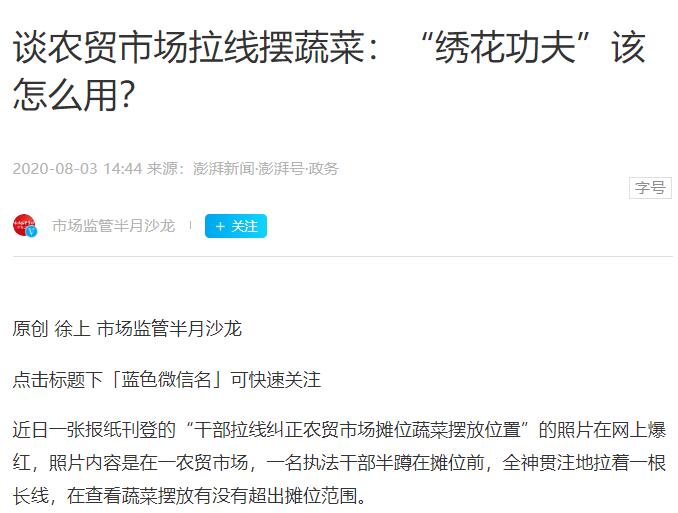 谈农贸市场拉线摆蔬菜：“绣花功夫”该
怎么用？
2020-08-03 14:44 来源：澎湃新闻·澎湃号·政务
字号
市场监管半月沙龙
+ 关注
原创 徐上 市场监管半月沙龙
点击标题下「蓝色微信名」可快速关注
近日一张报纸刊登的“干部拉线纠正农贸市场摊位蔬菜摆放位置”的照片在网上爆
红，照片内容是在一农贸市场，一名执法干部半蹲在摊位前，全神贯注地拉着一根
长线，在查看蔬菜摆放有没有超出摊位范围。